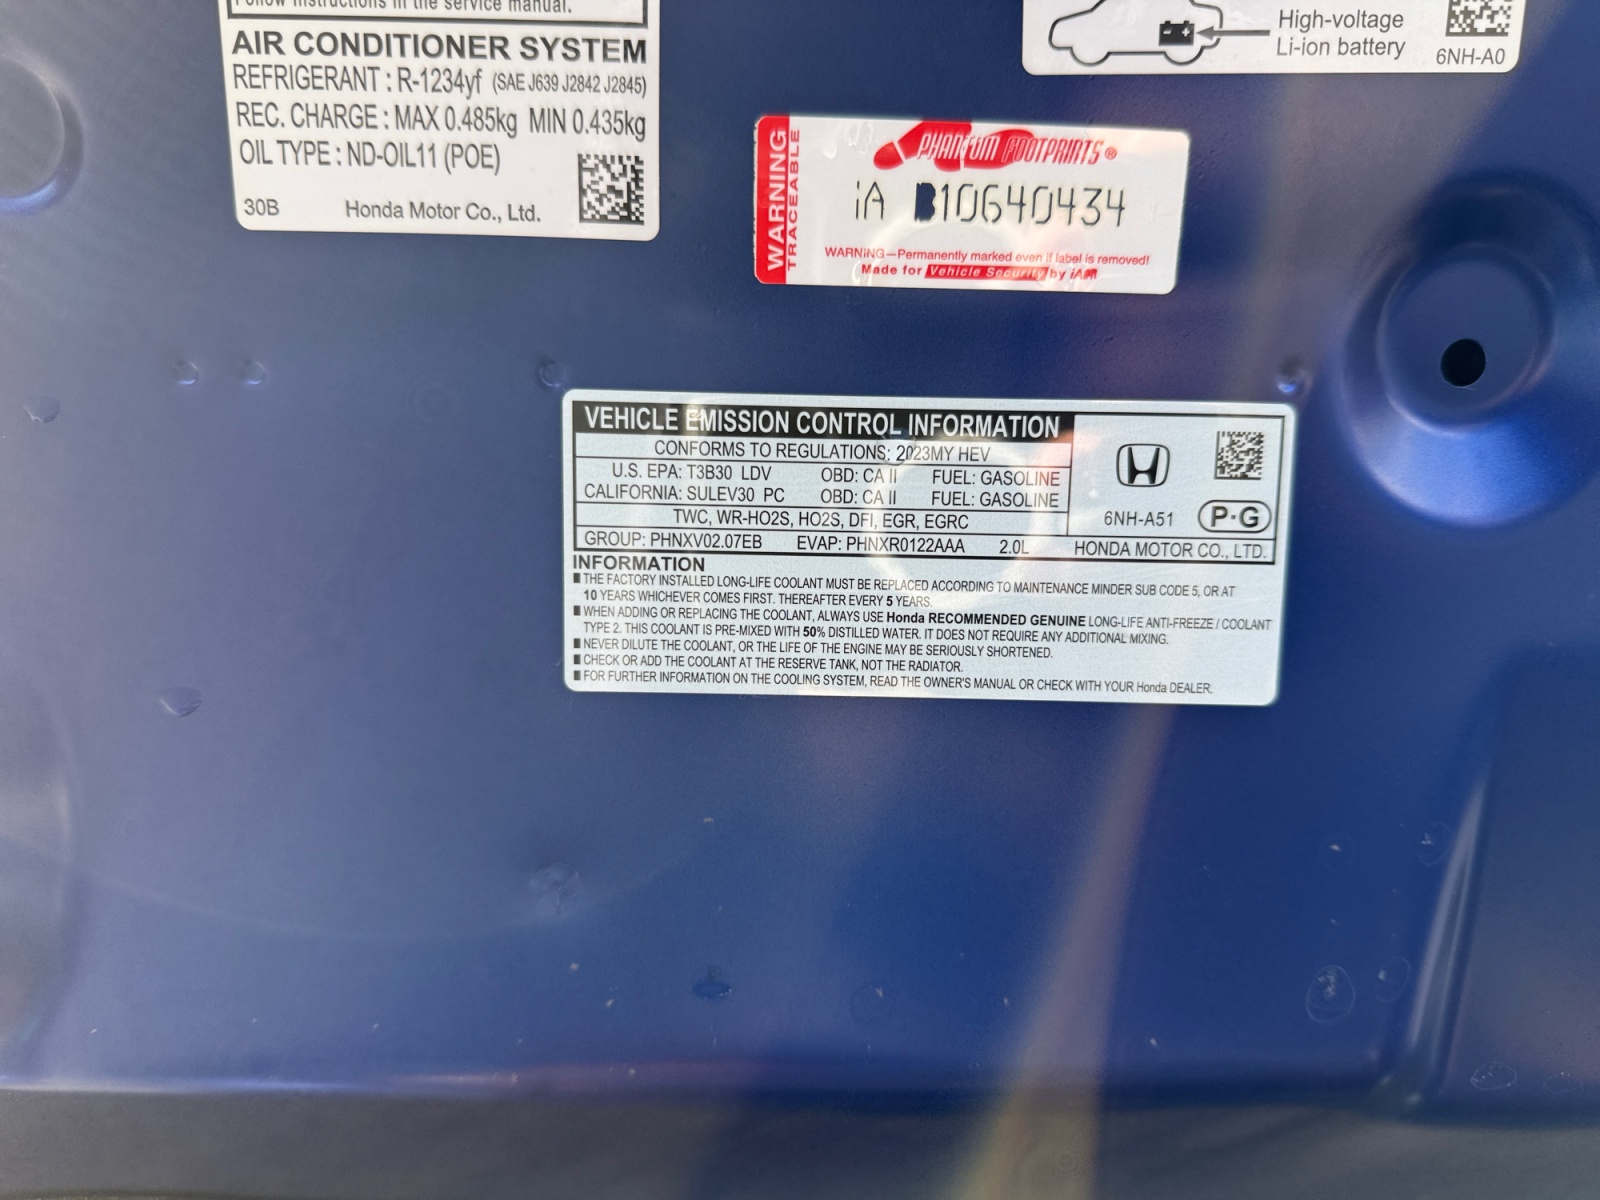 Follow instructions in the service manual.
AIR CONDITIONER SYSTEM
REFRIGERANT : R-1234yf (SAE J639 J2842 J2845)
REC. CHARGE : MAX 0.485kg MIN 0.435kg
OIL TYPE : ND-OIL11 (POE)
30B Honda Motor Co., Ltd.
High-voltage
Li-ion battery
6NH-A0
WARNING
TRACEABLE
PHANTOM FOOTPRINTS®
iA B10640434
WARNING—Permanently marked even if label is removed!
Made for Vehicle Security by iAM
VEHICLE EMISSION CONTROL INFORMATION
CONFORMS TO REGULATIONS: 2023MY HEV
U.S. EPA: T3B30 LDV OBD: CA II FUEL: GASOLINE
CALIFORNIA: SULEV30 PC OBD: CA II FUEL: GASOLINE
TWC, WR-HO2S, HO2S, DFI, EGR, EGRC
6NH-A51 P·G
GROUP: PHNXV02.07EB EVAP: PHNXR0122AAA 2.0L HONDA MOTOR CO., LTD.
INFORMATION
■ THE FACTORY INSTALLED LONG-LIFE COOLANT MUST BE REPLACED ACCORDING TO MAINTENANCE MINDER SUB CODE 5, OR AT
10 YEARS WHICHEVER COMES FIRST. THEREAFTER EVERY 5 YEARS.
■ WHEN ADDING OR REPLACING THE COOLANT, ALWAYS USE Honda RECOMMENDED GENUINE LONG-LIFE ANTI-FREEZE / COOLANT
TYPE 2. THIS COOLANT IS PRE-MIXED WITH 50% DISTILLED WATER. IT DOES NOT REQUIRE ANY ADDITIONAL MIXING.
■ NEVER DILUTE THE COOLANT, OR THE LIFE OF THE ENGINE MAY BE SERIOUSLY SHORTENED.
■ CHECK OR ADD THE COOLANT AT THE RESERVE TANK, NOT THE RADIATOR.
■ FOR FURTHER INFORMATION ON THE COOLING SYSTEM, READ THE OWNER'S MANUAL OR CHECK WITH YOUR Honda DEALER.